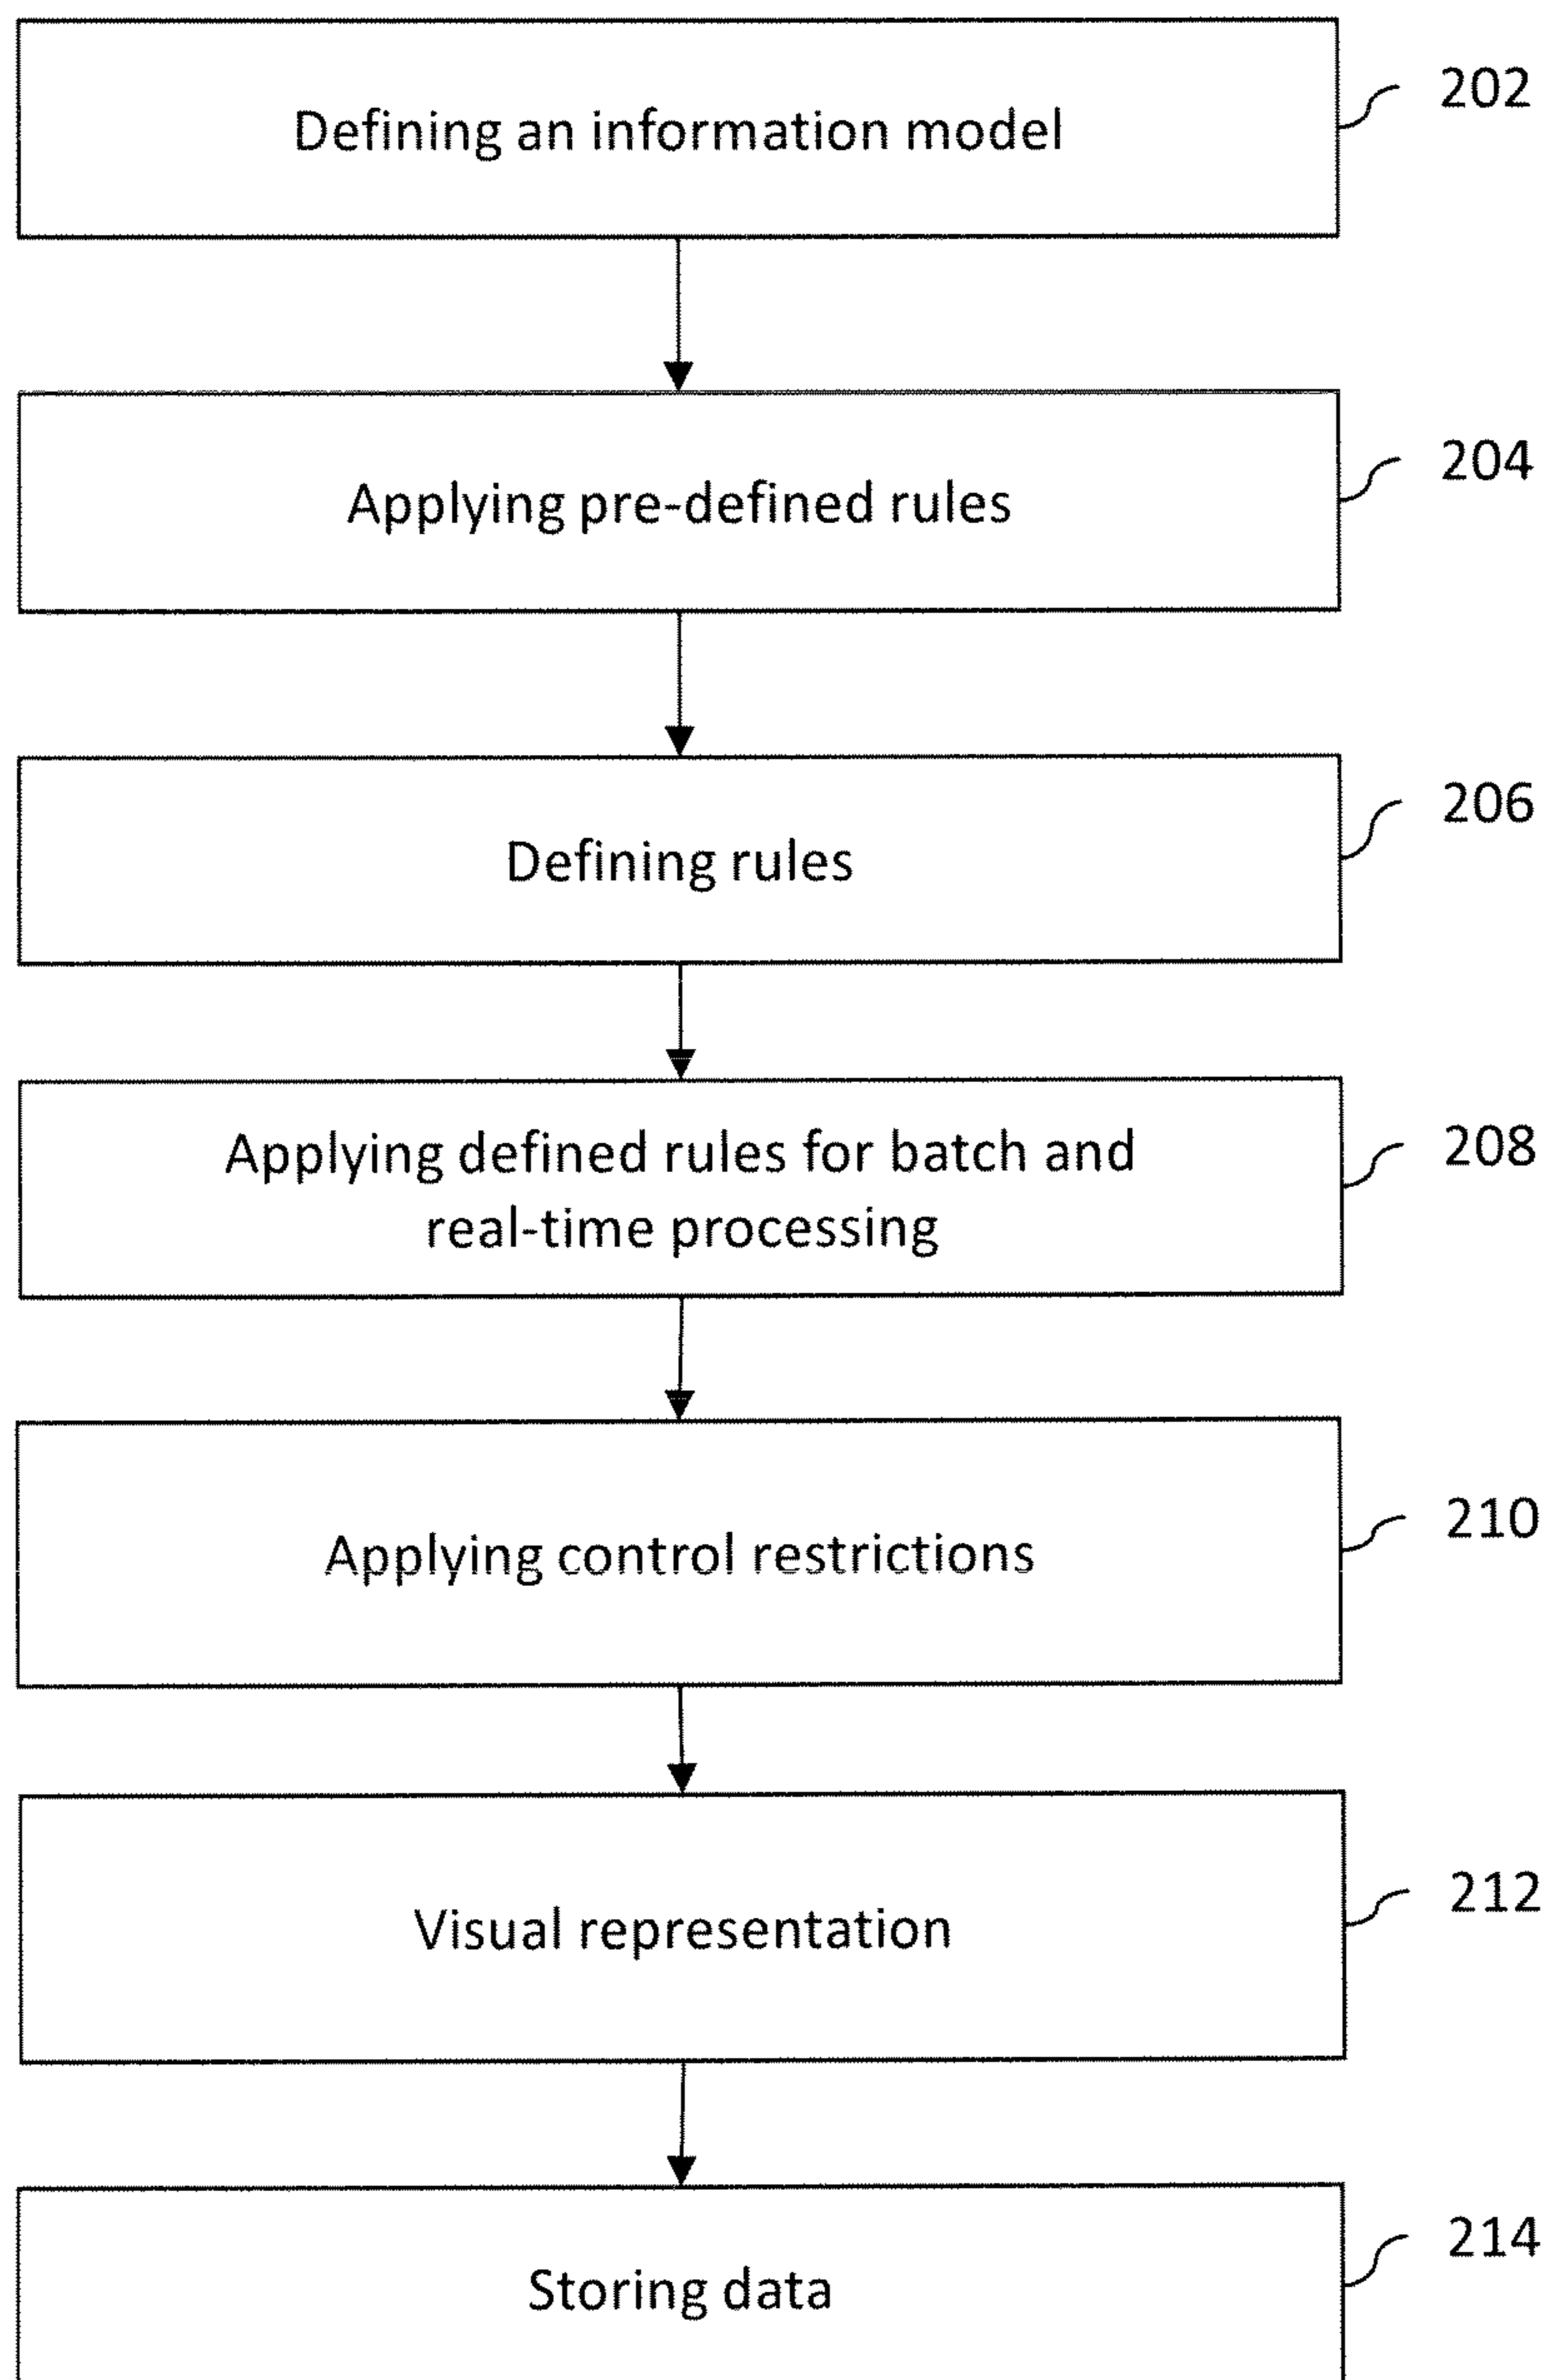 Defining an information model
202
Applying pre-defined rules
204
Defining rules
206
Applying defined rules for batch and
real-time processing
208
Applying control restrictions
210
Visual representation
212
Storing data
214